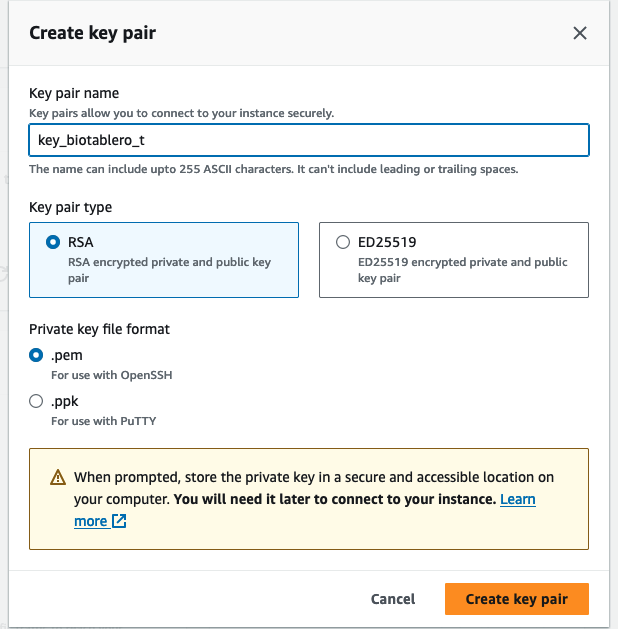 Create key pair
Key pair name
Key pairs allow you to connect to your instance securely.
key_biotablero_t
The name can include upto 255 ASCII characters. It can't include leading or trailing spaces.
Key pair type
RSA
RSA encrypted private and public key
pair
ED25519
ED25519 encrypted private and public
key pair
Private key file format
.pem
For use with OpenSSH
.ppk
For use with PuTTY
When prompted, store the private key in a secure and accessible location on
your computer. You will need it later to connect to your instance. Learn
more
Cancel
Create key pair